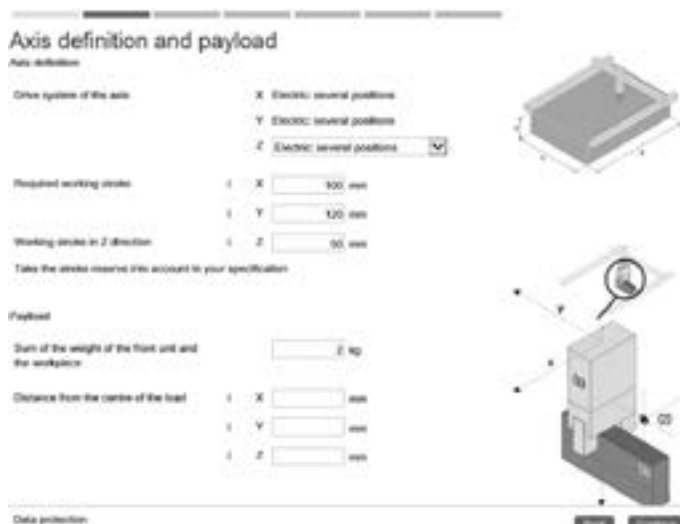 Axis definition and payload
Axis definition
Drive system of the axis
X Electric several positions
Y Electric several positions
Z Electric several positions
Required working stroke
X 100 mm
Y 120 mm
Working stroke in Z direction
Z 50 mm
Take the stroke reserve into account in your specification
Payload
Sum of the weight of the front unit and
the workpiece
2 kg
Distance from the centre of the load
X mm
Y mm
Z mm
Data protection